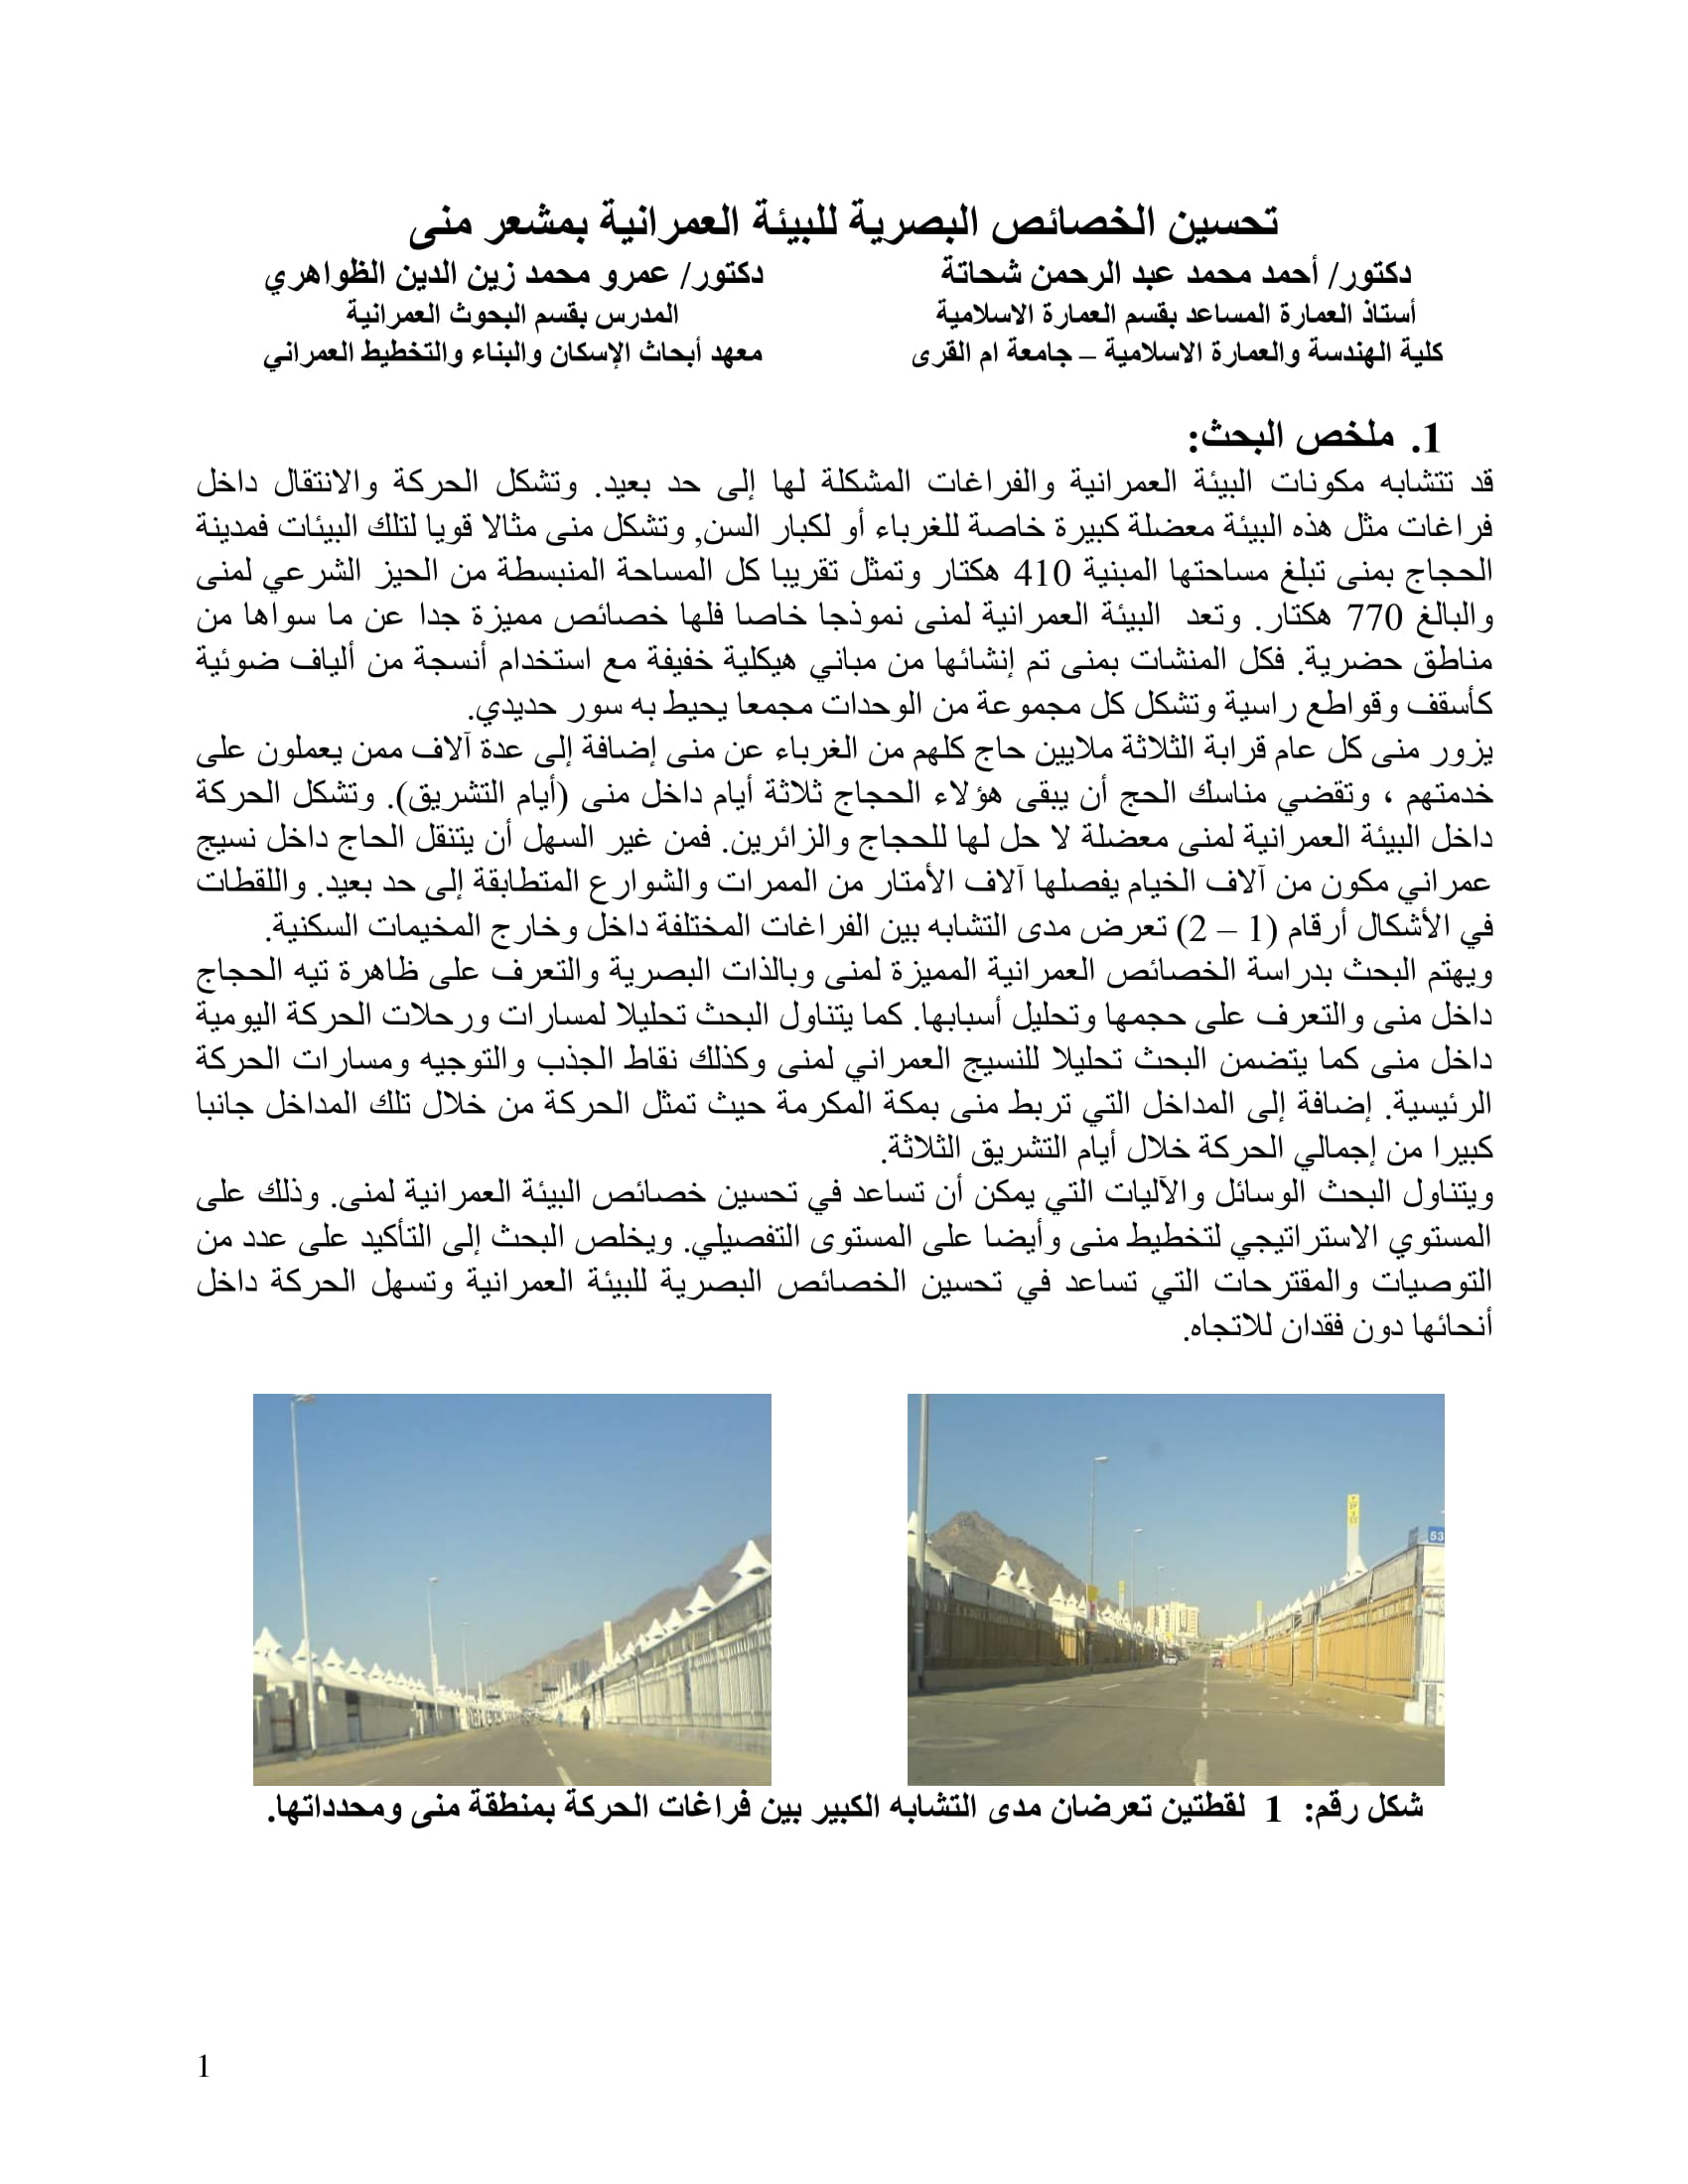 تحسين الخصائص البصرية للبيئة العمرانية بمشعر منى
دكتور/ أحمد محمد عبد الرحمن شحاتة
أستاذ العمارة المساعد بقسم العمارة الاسلامية
كلية الهندسة والعمارة الاسلامية – جامعة ام القرى
دكتور/ عمرو محمد زين الدين الظواهري
المدرس بقسم البحوث العمرانية
معهد أبحاث الإسكان والبناء والتخطيط العمراني
1. ملخص البحث:
قد تتشابه مكونات البيئة العمرانية والفراغات المشكلة لها إلى حد بعيد. وتشكل الحركة والانتقال داخل
فراغات مثل هذه البيئة معضلة كبيرة خاصة للغرباء أو لكبار السن, وتشكل منى مثالا قويا لتلك البيئات فمدينة
الحجاج بمنى تبلغ مساحتها المبنية 410 هكتار وتمثل تقريبا كل المساحة المنبسطة من الحيز الشرعي لمنى
والبالغ 770 هكتار. وتعد البيئة العمرانية لمنى نموذجا خاصا فلها خصائص مميزة جدا عن ما سواها من
مناطق حضرية. فكل المنشات بمنى تم إنشائها من مباني هيكلية خفيفة مع استخدام أنسجة من ألياف ضوئية
كأسقف وقواطع راسية وتشكل كل مجموعة من الوحدات مجمعا يحيط به سور حديدي.
يزور منى كل عام قرابة الثلاثة ملايين حاج كلهم من الغرباء عن منى إضافة إلى عدة آلاف ممن يعملون على
خدمتهم ، وتقضي مناسك الحج أن يبقى هؤلاء الحجاج ثلاثة أيام داخل منى (أيام التشريق). وتشكل الحركة
داخل البيئة العمرانية لمنى معضلة لا حل لها للحجاج والزائرين. فمن غير السهل أن يتنقل الحاج داخل نسيج
عمراني مكون من آلاف الخيام يفصلها آلاف الأمتار من الممرات والشوارع المتطابقة إلى حد بعيد. واللقطات
في الأشكال أرقام (1 – 2) تعرض مدى التشابه بين الفراغات المختلفة داخل وخارج المخيمات السكنية.
ويهتم البحث بدراسة الخصائص العمرانية المميزة لمنى وبالذات البصرية والتعرف على ظاهرة تيه الحجاج
داخل منى والتعرف على حجمها وتحليل أسبابها. كما يتناول البحث تحليلا لمسارات ورحلات الحركة اليومية
داخل منى كما يتضمن البحث تحليلا للنسيج العمراني لمنى وكذلك نقاط الجذب والتوجيه ومسارات الحركة
الرئيسية. إضافة إلى المداخل التي تربط منى بمكة المكرمة حيث تمثل الحركة من خلال تلك المداخل جانبا
كبيرا من إجمالي الحركة خلال أيام التشريق الثلاثة.
ويتناول البحث الوسائل والآليات التي يمكن أن تساعد في تحسين خصائص البيئة العمرانية لمنى. وذلك على
المستوي الاستراتيجي لتخطيط منى وأيضا على المستوى التفصيلي. ويخلص البحث إلى التأكيد على عدد من
التوصيات والمقترحات التي تساعد في تحسين الخصائص البصرية للبيئة العمرانية وتسهل الحركة داخل
أنحائها دون فقدان للاتجاه.
53
شكل رقم: 1 لقطتين تعرضان مدى التشابه الكبير بين فراغات الحركة بمنطقة منى ومحدداتها.
1